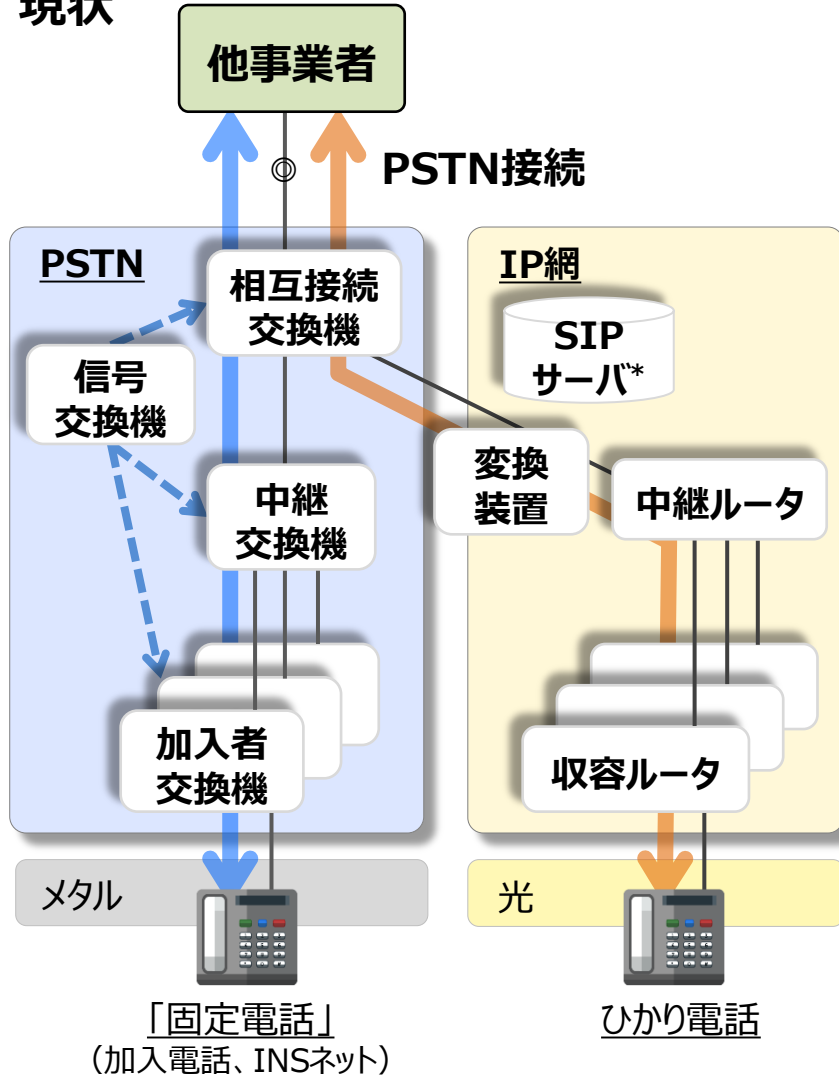 現状
他事業者
◎
PSTN接続
PSTN
相互接続
交換機
信号
交換機
中継
交換機
加入者
交換機
IP網
SIP
サーバ*
変換
装置
中継ルータ
収容ルータ
メタル
光
「固定電話」
（加入電話、INSネット）
ひかり電話